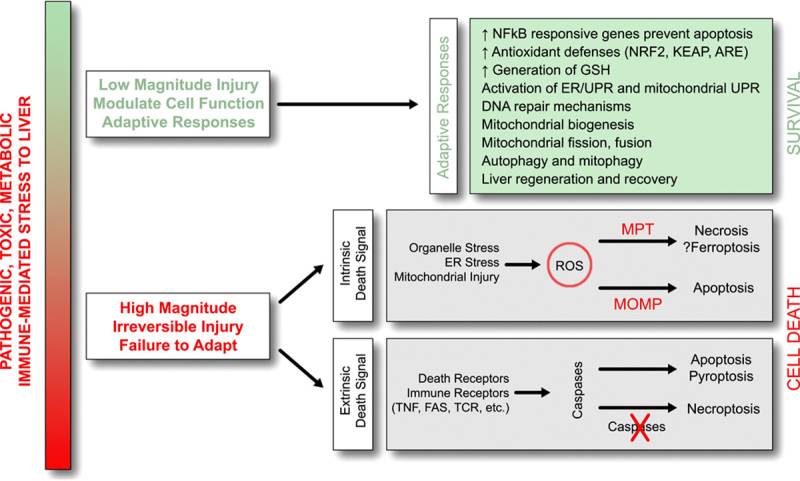 PATHOGENIC, TOXIC, METABOLIC
IMMUNE-MEDIATED STRESS TO LIVER
Low Magnitude Injury
Modulate Cell Function
Adaptive Responses
Adaptive Responses
↑ NFkB responsive genes prevent apoptosis
↑ Antioxidant defenses (NRF2, KEAP, ARE)
↑ Generation of GSH
Activation of ER/UPR and mitochondrial UPR
DNA repair mechanisms
Mitochondrial biogenesis
Mitochondrial fission, fusion
Autophagy and mitophagy
Liver regeneration and recovery
SURVIVAL
High Magnitude
Irreversible Injury
Failure to Adapt
Intrinsic
Death Signal
Organelle Stress
ER Stress
Mitochondrial Injury
ROS
MPT
Necrosis
?Ferroptosis
MOMP
Apoptosis
Extrinsic
Death Signal
Death Receptors
Immune Receptors
(TNF, FAS, TCR, etc.)
Caspases
Apoptosis
Pyroptosis
Necroptosis
Caspases
CELL DEATH